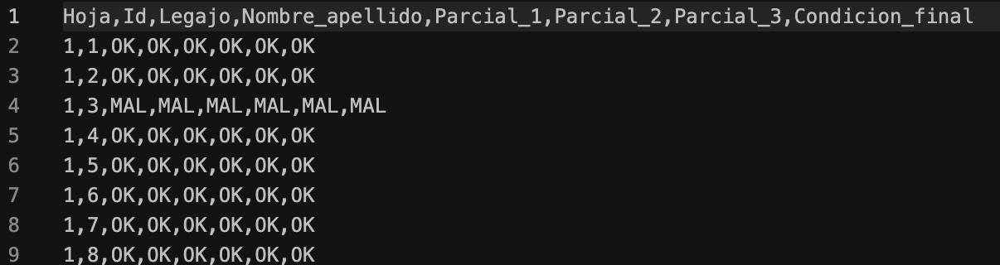 1 Hoja,Id,Legajo,Nombre_apellido,Parcial_1,Parcial_2,Parcial_3,Condicion_final
2 1,1,OK,OK,OK,OK,OK,OK
3 1,2,OK,OK,OK,OK,OK,OK
4 1,3,MAL,MAL,MAL,MAL,MAL,MAL
5 1,4,OK,OK,OK,OK,OK,OK
6 1,5,OK,OK,OK,OK,OK,OK
7 1,6,OK,OK,OK,OK,OK,OK
8 1,7,OK,OK,OK,OK,OK,OK
9 1,8,OK,OK,OK,OK,OK,OK